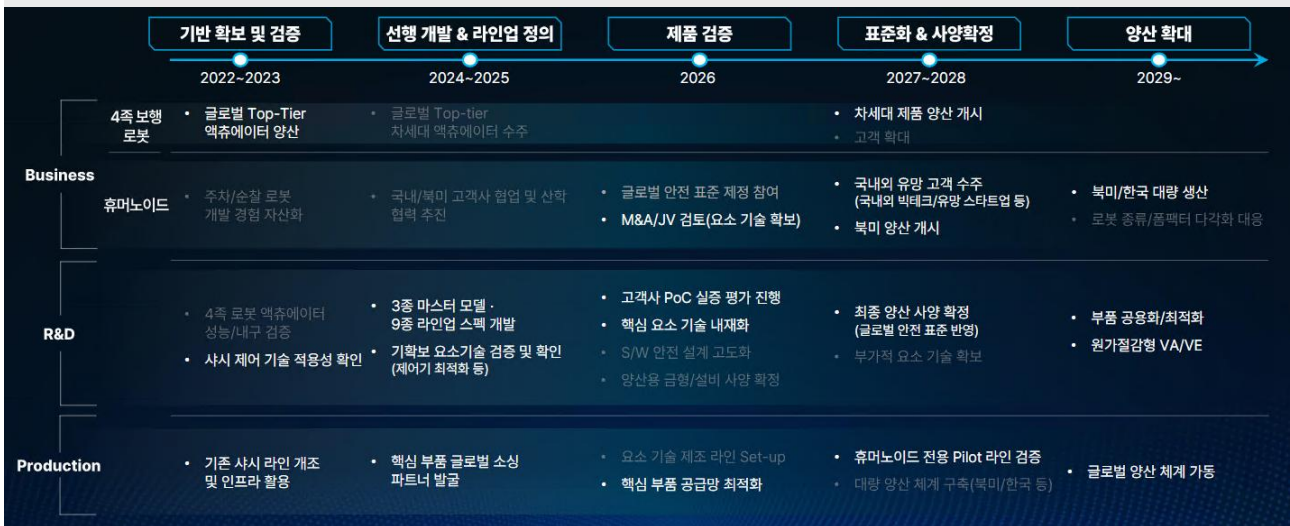 기반 확보 및 검증
선행 개발 & 라인업 정의
제품 검증
표준화 & 사양확정
양산 확대
2022~2023
2024~2025
2026
2027~2028
2029~
Business
4족 보행
로봇
• 글로벌 Top-Tier
액츄에이터 양산
• 글로벌 Top-tier
차세대 액츄에이터 수주
• 차세대 제품 양산 개시
• 고객 확대
휴머노이드
• 주차/순찰 로봇
개발 경험 자산화
• 국내/북미 고객사 협업 및 산학
협력 추진
• 글로벌 안전 표준 제정 참여
• M&A/JV 검토(요소 기술 확보)
• 국내외 유망 고객 수주
(국내외 빅테크/유망 스타트업 등)
• 북미 양산 개시
• 북미/한국 대량 생산
• 로봇 종류/폼팩터 다각화 대응
R&D
• 4족 로봇 액츄에이터
성능/내구 검증
• 샤시 제어 기술 적용성 확인
• 3종 마스터 모델 ·
9종 라인업 스펙 개발
• 기확보 요소기술 검증 및 확인
(제어기 최적화 등)
• 고객사 PoC 실증 평가 진행
• 핵심 요소 기술 내재화
• S/W 안전 설계 고도화
• 양산용 금형/설비 사양 확정
• 최종 양산 사양 확정
(글로벌 안전 표준 반영)
• 부가적 요소 기술 확보
• 부품 공용화/최적화
• 원가절감형 VA/VE
Production
• 기존 샤시 라인 개조
및 인프라 활용
• 핵심 부품 글로벌 소싱
파트너 발굴
• 요소 기술 제조 라인 Set-up
• 핵심 부품 공급망 최적화
• 휴머노이드 전용 Pilot 라인 검증
• 대량 양산 체계 구축(북미/한국 등)
• 글로벌 양산 체계 가동